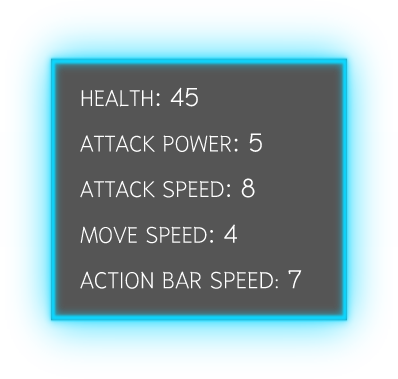 HEALTH: 45
ATTACK POWER: 5
ATTACK SPEED: 8
MOVE SPEED: 4
ACTION BAR SPEED: 7